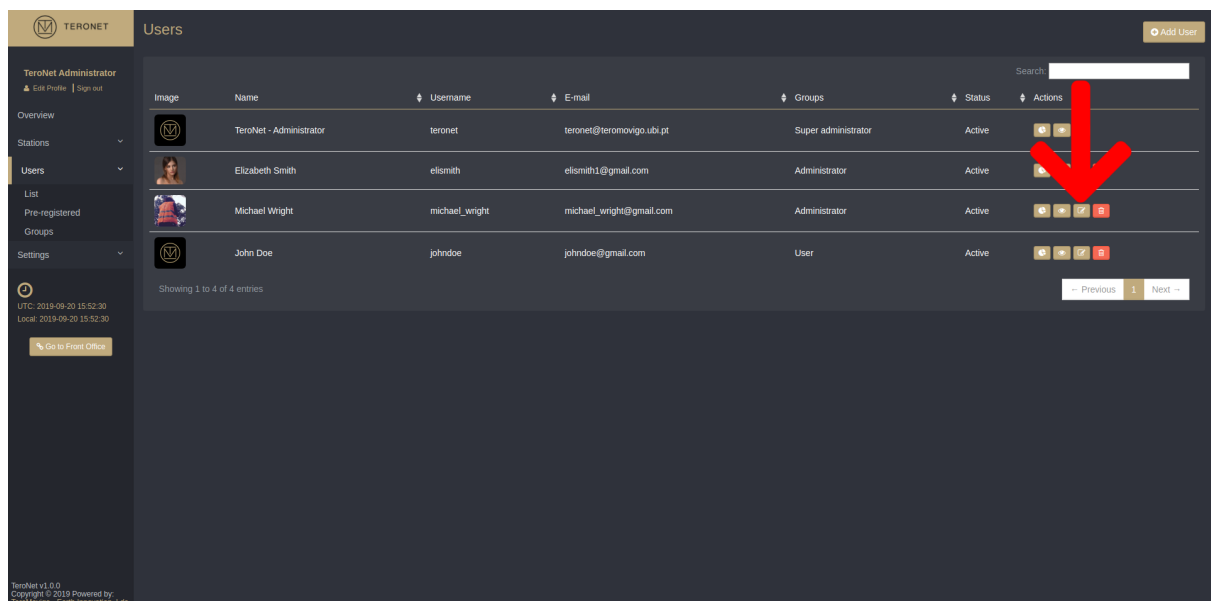 TERONET
Users
Add User
TeroNet Administrator
Edit Profile | Sign out
Overview
Stations
Users
List
Pre-registered
Groups
Settings
UTC: 2019-09-20 15:52:30
Local: 2019-09-20 15:52:30
Go to Front Office
TeroNet v1.0.0
Copyright © 2019 Powered by:
Search:
Image Name Username E-mail Groups Status Actions
TeroNet - Administrator teronet teronet@teromovigo.ubi.pt Super administrator Active
Elizabeth Smith elismith elismith1@gmail.com Administrator Active
Michael Wright michael_wright michael_wright@gmail.com Administrator Active
John Doe johndoe johndoe@gmail.com User Active
Showing 1 to 4 of 4 entries
← Previous 1 Next →